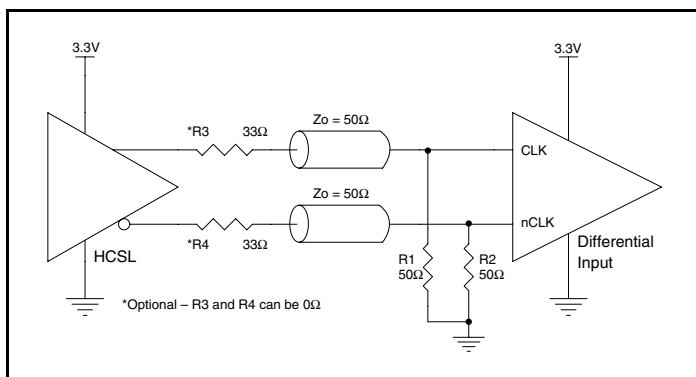 3.3V
3.3V
*R3 33Ω
Zo = 50Ω
CLK
Zo = 50Ω
nCLK
*R4 33Ω
HCSL
R1
50Ω
R2
50Ω
Differential
Input
*Optional – R3 and R4 can be 0Ω